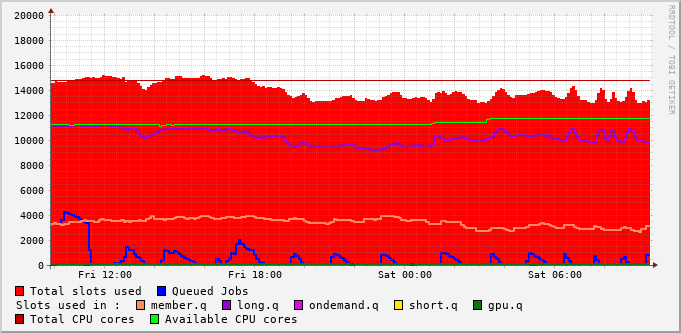 20000
18000
16000
14000
12000
10000
8000
6000
4000
2000
0
Fri 12:00 Fri 18:00 Sat 00:00 Sat 06:00
RRDTOOL / TOBI OETIKER
Total slots used Queued Jobs
Slots used in : member.q long.q ondemand.q short.q gpu.q
Total CPU cores Available CPU cores